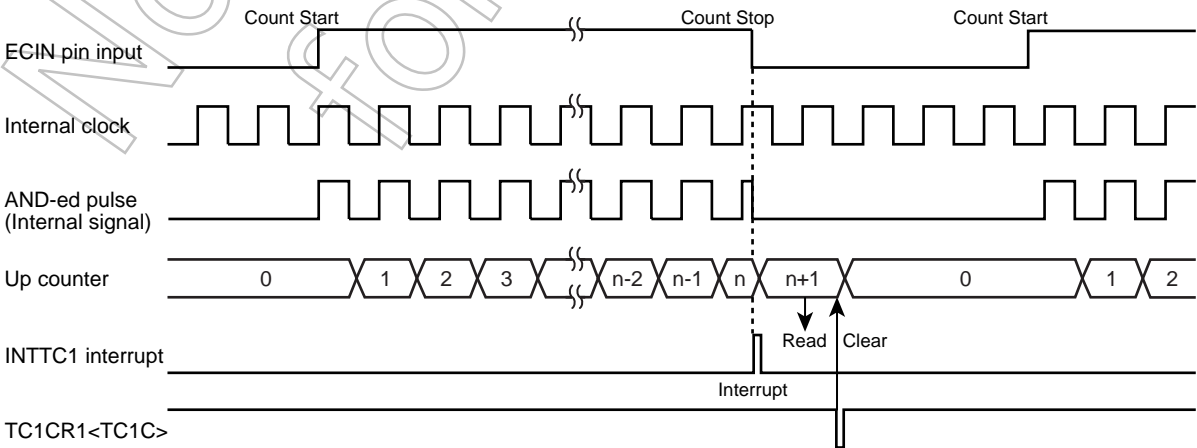 Count Start Count Stop Count Start
ECIN pin input
Internal clock
AND-ed pulse
(Internal signal)
Up counter 0 1 2 3 n-2 n-1 n n+1 0 1 2
Read Clear
INTTC1 interrupt
Interrupt
TC1CR1<TC1C>